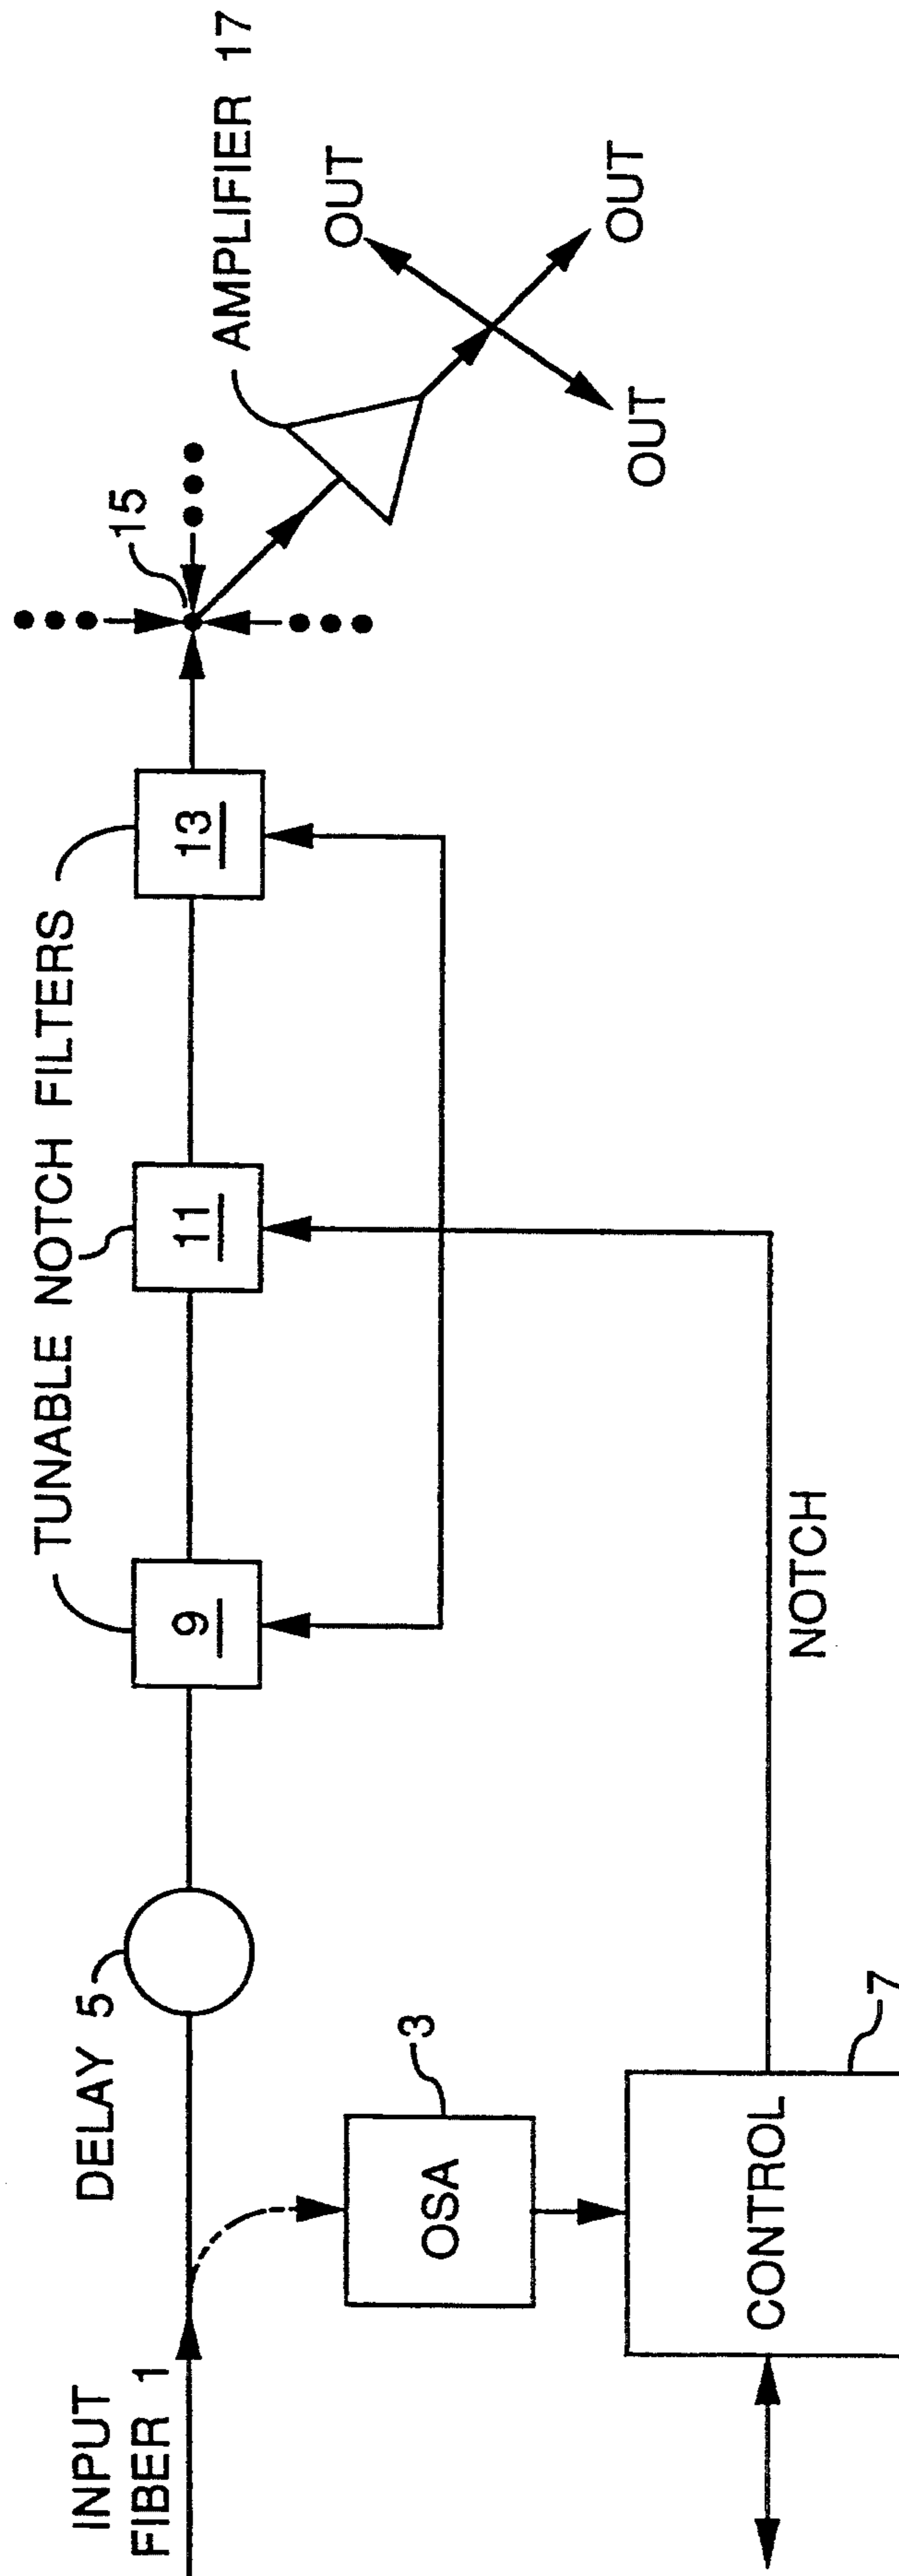 INPUT
FIBER 1
DELAY 5
TUNABLE NOTCH FILTERS
9
11
13
15
AMPLIFIER 17
OUT
OUT
OUT
3
OSA
7
CONTROL
NOTCH